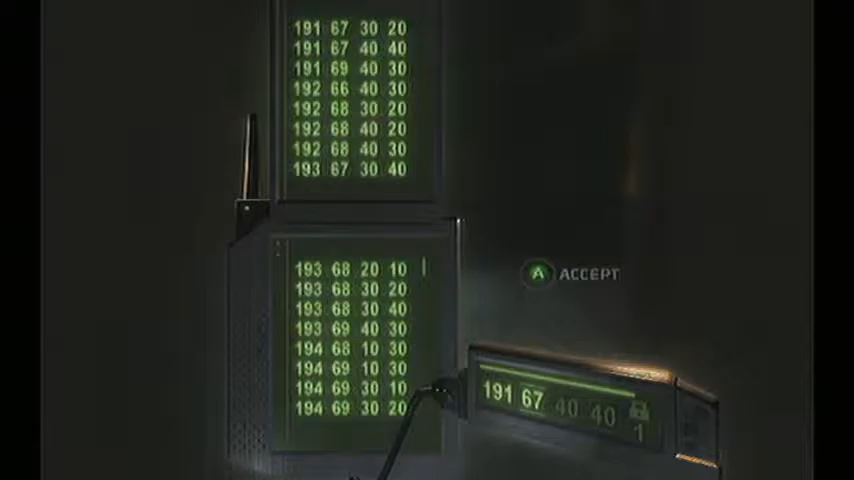 191 67 30 20
191 67 40 40
191 69 40 30
192 66 40 30
192 68 30 20
192 68 40 20
192 68 40 30
193 67 30 40
193 68 20 10
193 68 30 20
193 68 30 40
193 69 40 30
194 68 10 30
194 69 10 30
194 69 30 10
194 69 30 20
A ACCEPT
191 67 40 40
1